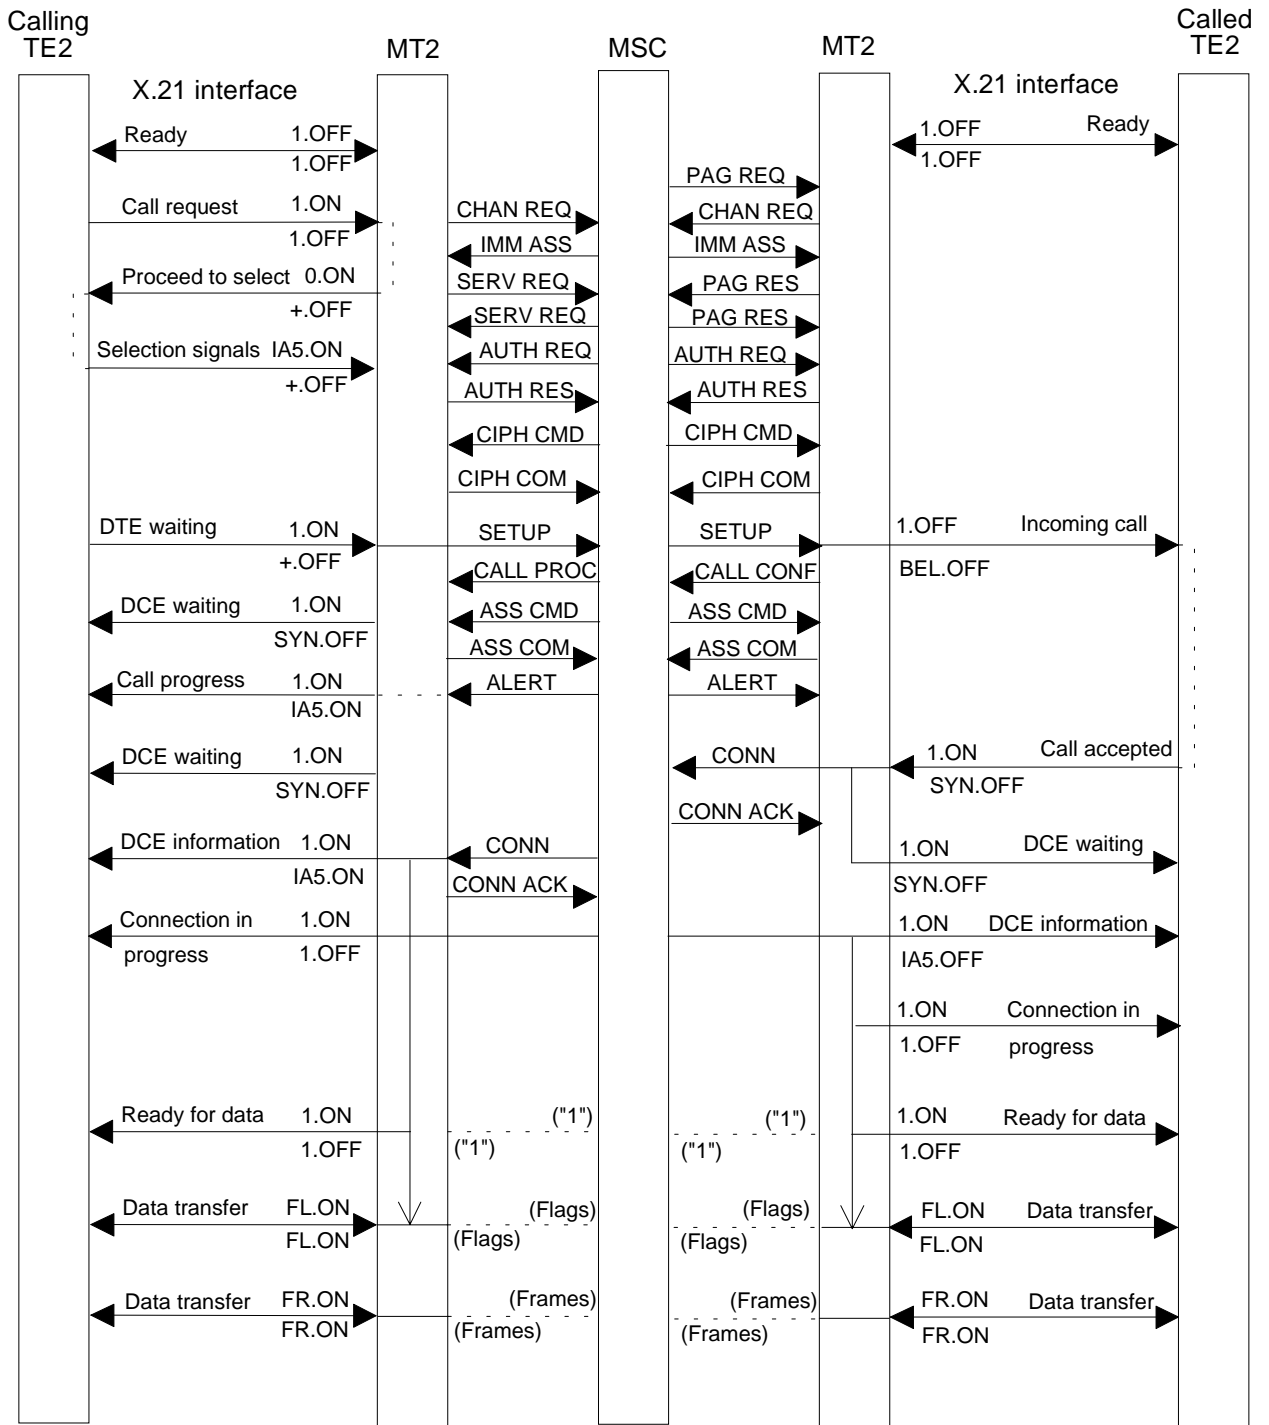 Calling
TE2
MT2
MSC
MT2
Called
TE2
X.21 interface
X.21 interface
Ready 1.OFF
1.OFF
1.OFF Ready
1.OFF
PAG REQ
Call request 1.ON
1.OFF
CHAN REQ
CHAN REQ
IMM ASS
IMM ASS
Proceed to select 0.ON
+.OFF
SERV REQ
PAG RES
SERV REQ
PAG RES
Selection signals IA5.ON
+.OFF
AUTH REQ
AUTH REQ
AUTH RES
AUTH RES
CIPH CMD
CIPH CMD
CIPH COM
CIPH COM
DTE waiting 1.ON
+.OFF
SETUP
SETUP
1.OFF Incoming call
BEL.OFF
CALL PROC
CALL CONF
DCE waiting 1.ON
SYN.OFF
ASS CMD
ASS CMD
ASS COM
ASS COM
Call progress 1.ON
IA5.ON
ALERT
ALERT
DCE waiting 1.ON
SYN.OFF
CONN
1.ON Call accepted
SYN.OFF
CONN ACK
DCE information 1.ON
IA5.ON
CONN
1.ON DCE waiting
SYN.OFF
CONN ACK
Connection in 1.ON
progress 1.OFF
1.ON DCE information
IA5.OFF
1.ON Connection in
1.OFF progress
Ready for data 1.ON
1.OFF
("1")
("1")
("1")
("1")
1.ON Ready for data
1.OFF
Data transfer FL.ON
FL.ON
(Flags)
(Flags)
(Flags)
(Flags)
FL.ON Data transfer
FL.ON
Data transfer FR.ON
FR.ON
(Frames)
(Frames)
(Frames)
(Frames)
FR.ON Data transfer
FR.ON